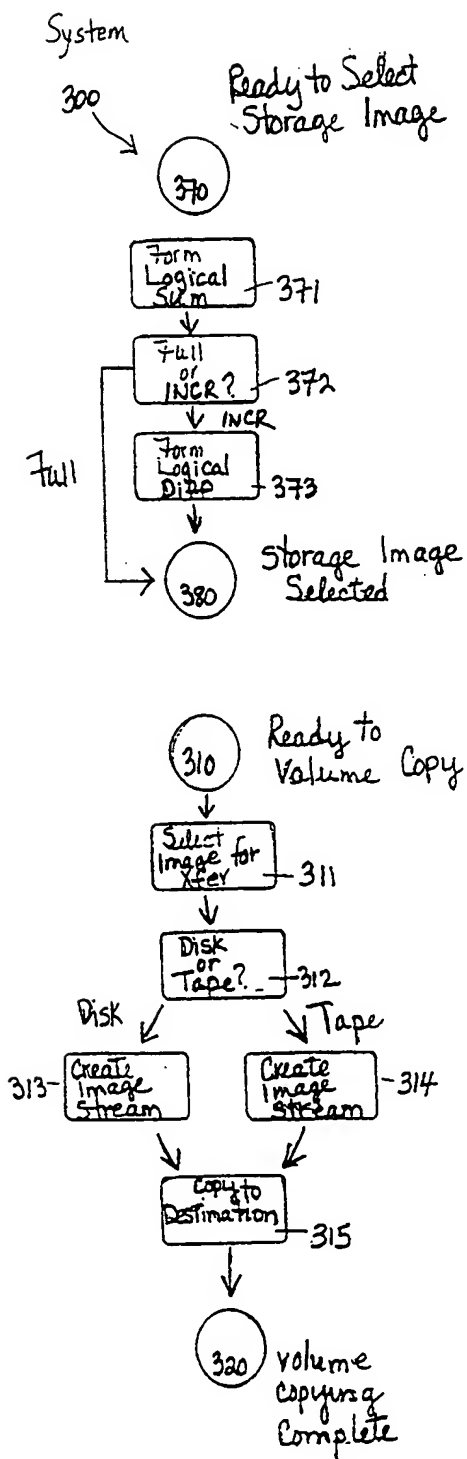 System
300
Ready to Select
Storage Image
370
Form
Logical
Sum
371
Full
or
INCR?
372
INCR
Full
Form
Logical
Diff
373
380
Storage Image
Selected
310
Ready to
Volume Copy
Select
Image for
Xfer
311
Disk
or
Tape?
312
Disk
Tape
313
Create
Image
Stream
Create
Image
Stream
314
Copy to
Destination
315
320
Volume
Copying
Complete